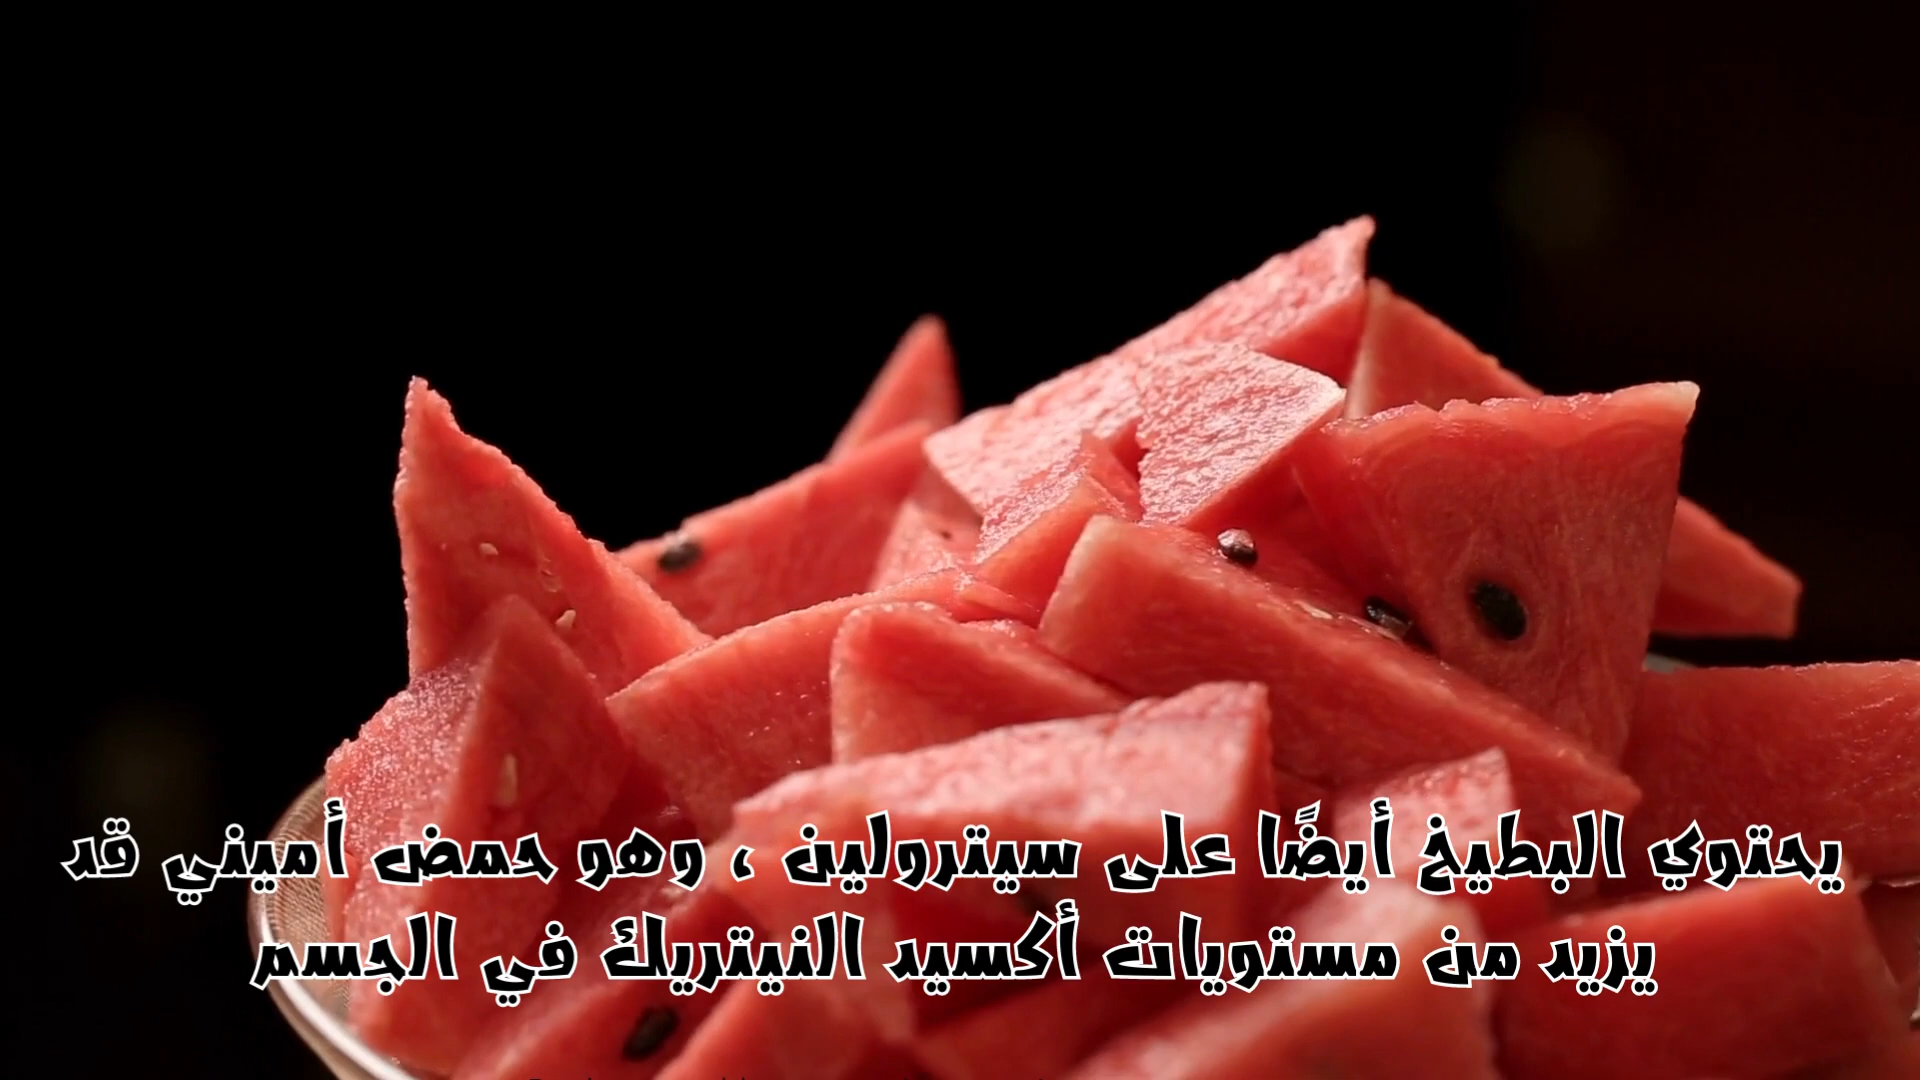 يحتوي البطيخ أيضًا على سيترولين ، وهو حمض أميني قد
يزيد من مستويات أكسيد النيتريك في الجسم